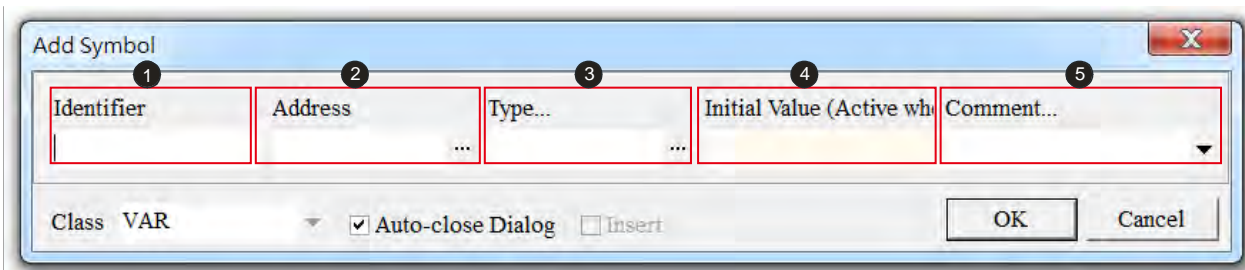 Add Symbol
X
1 2 3 4 5
Identifier Address Type... Initial Value (Active whe Comment...
... ...
Class VAR Auto-close Dialog Insert OK Cancel